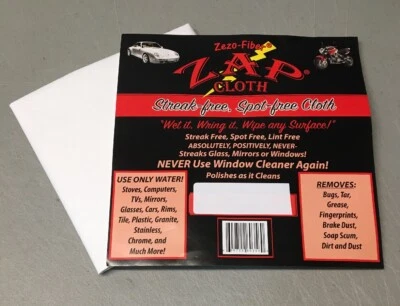 Zezo-Fiber®
ZAP®
CLOTH
Streak-free, Spot-free Cloth
"Wet it, Wring it, Wipe any Surface!"
Streak Free, Spot Free, Lint Free
ABSOLUTELY, POSITIVELY, NEVER-
Streaks Glass, Mirrors or Windows!
NEVER Use Window Cleaner Again!
Polishes as it Cleans
USE ONLY WATER!
Stoves, Computers,
TVs, Mirrors,
Glasses, Cars, Rims,
Tile, Plastic, Granite,
Stainless,
Chrome, and
Much More!
REMOVES:
Bugs, Tar,
Grease,
Fingerprints,
Brake Dust,
Soap Scum,
Dirt and Dust